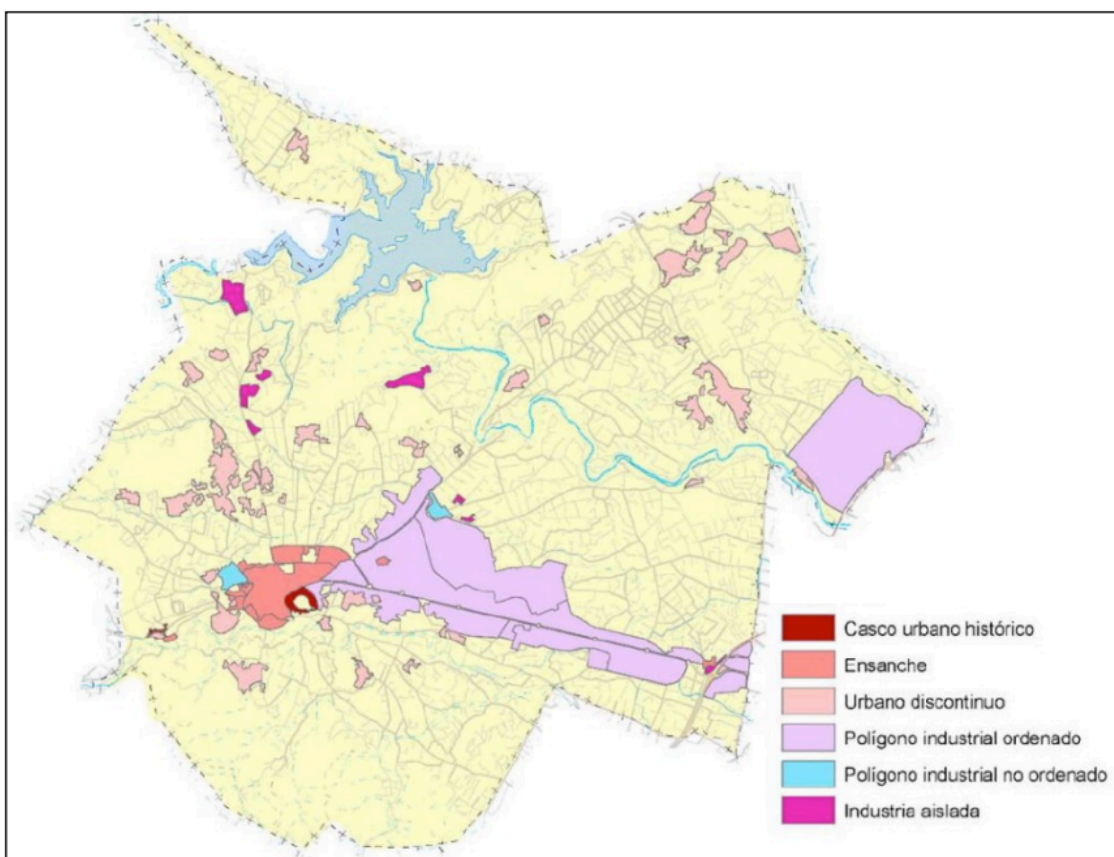 Casco urbano histórico
Ensanche
Urbano discontinuo
Polígono industrial ordenado
Polígono industrial no ordenado
Industria aislada